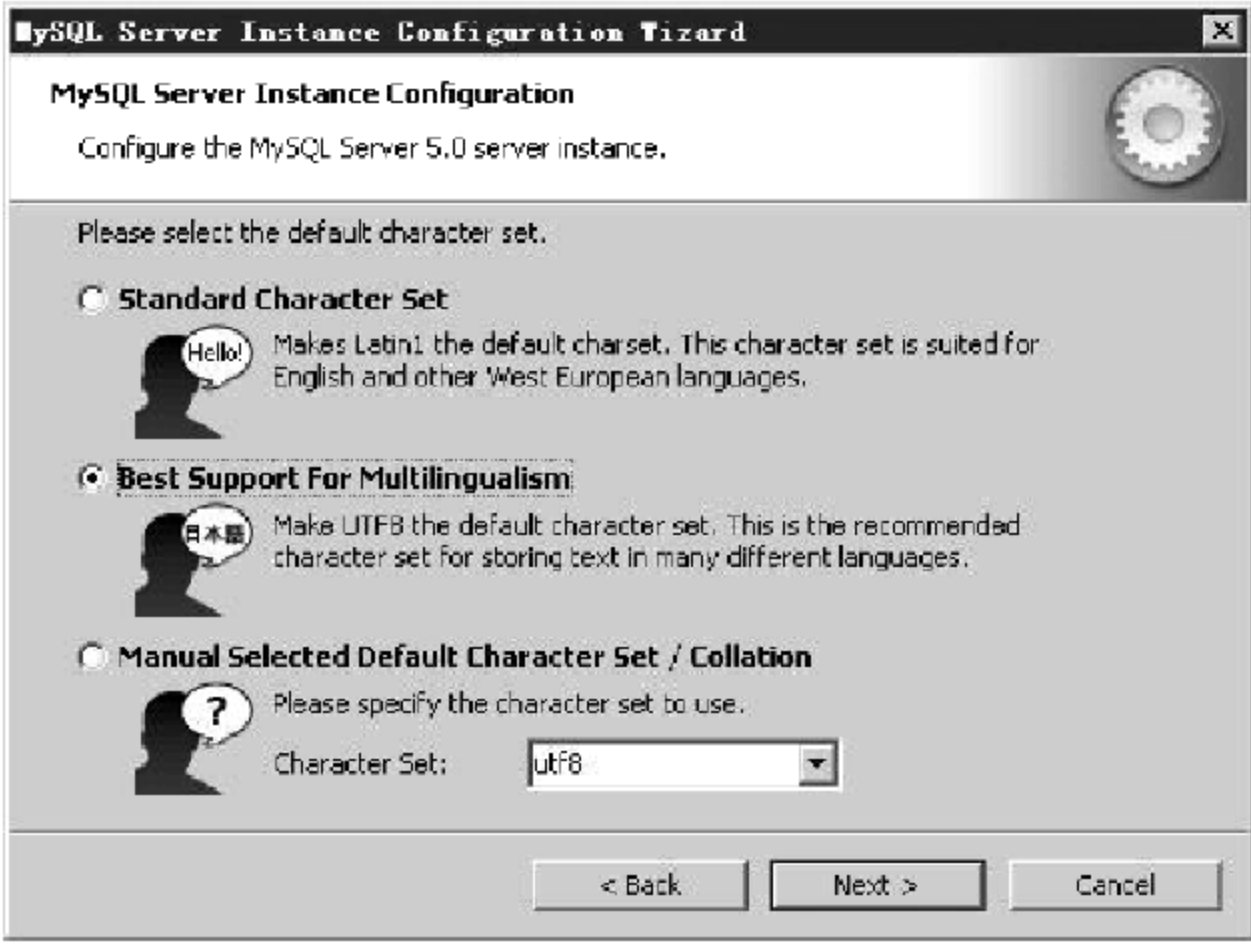 MySQL Server Instance Configuration Wizard
MySQL Server Instance Configuration
Configure the MySQL Server 5.0 server instance.
Please select the default character set.
Standard Character Set
Hello!
Makes Latin1 the default charset. This character set is suited for
English and other West European languages.
Best Support For Multilingualism
日本語
Make UTF8 the default character set. This is the recommended
character set for storing text in many different languages.
Manual Selected Default Character Set / Collation
?
Please specify the character set to use.
Character Set: utf8
< Back Next > Cancel